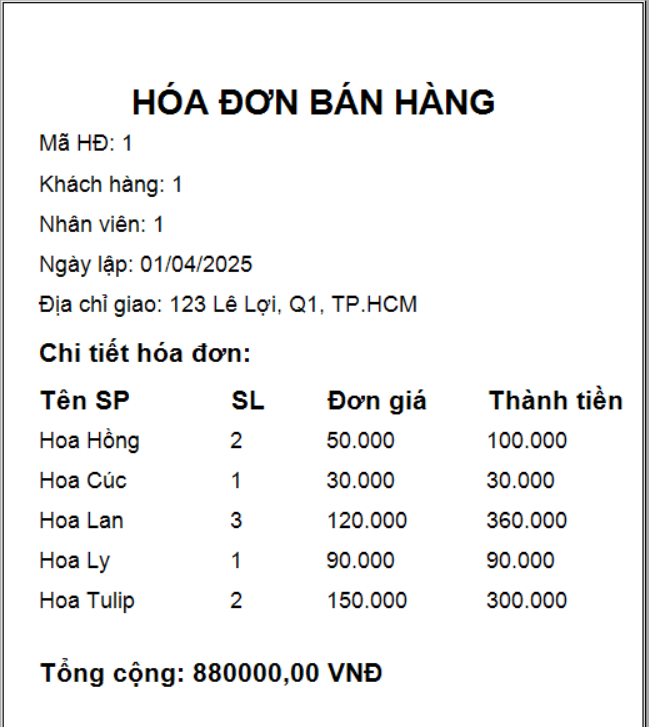 HÓA ĐƠN BÁN HÀNG
Mã HĐ: 1
Khách hàng: 1
Nhân viên: 1
Ngày lập: 01/04/2025
Địa chỉ giao: 123 Lê Lợi, Q1, TP.HCM
Chi tiết hóa đơn:
Tên SP SL Đơn giá Thành tiền
Hoa Hồng 2 50.000 100.000
Hoa Cúc 1 30.000 30.000
Hoa Lan 3 120.000 360.000
Hoa Ly 1 90.000 90.000
Hoa Tulip 2 150.000 300.000
Tổng cộng: 880000,00 VNĐ